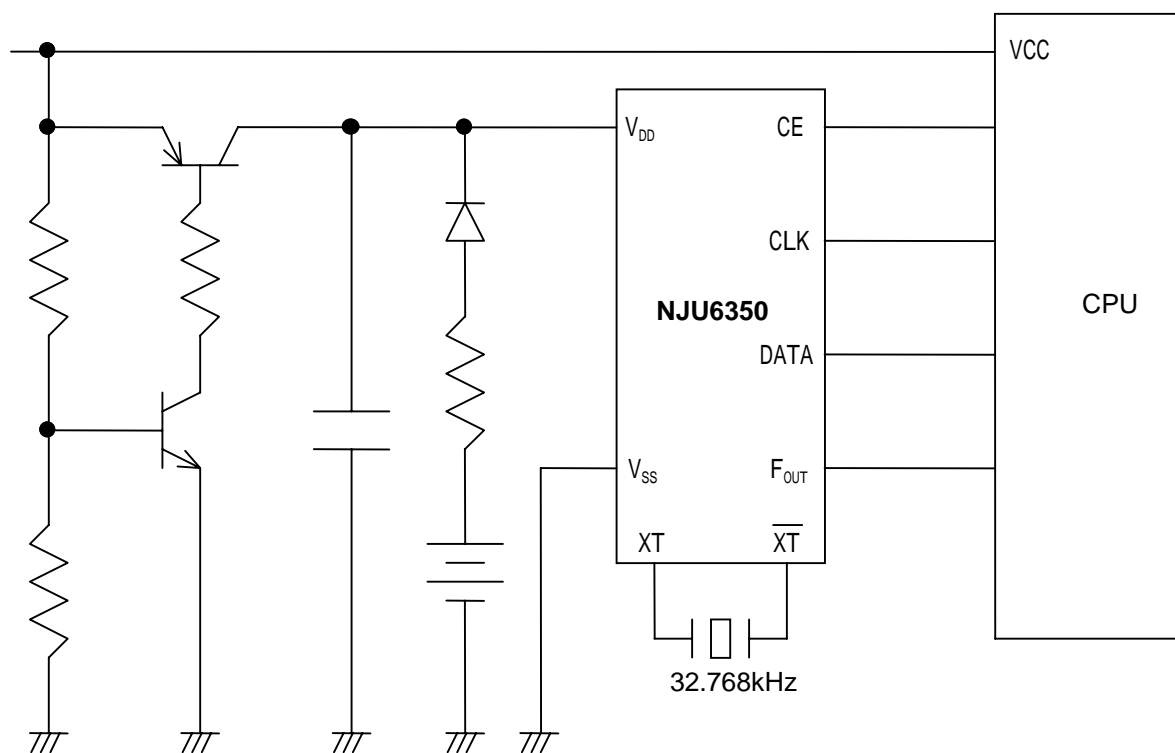 VCC
VDD CE
CLK
NJU6350
CPU
DATA
VSS FOUT
XT XT
32.768kHz